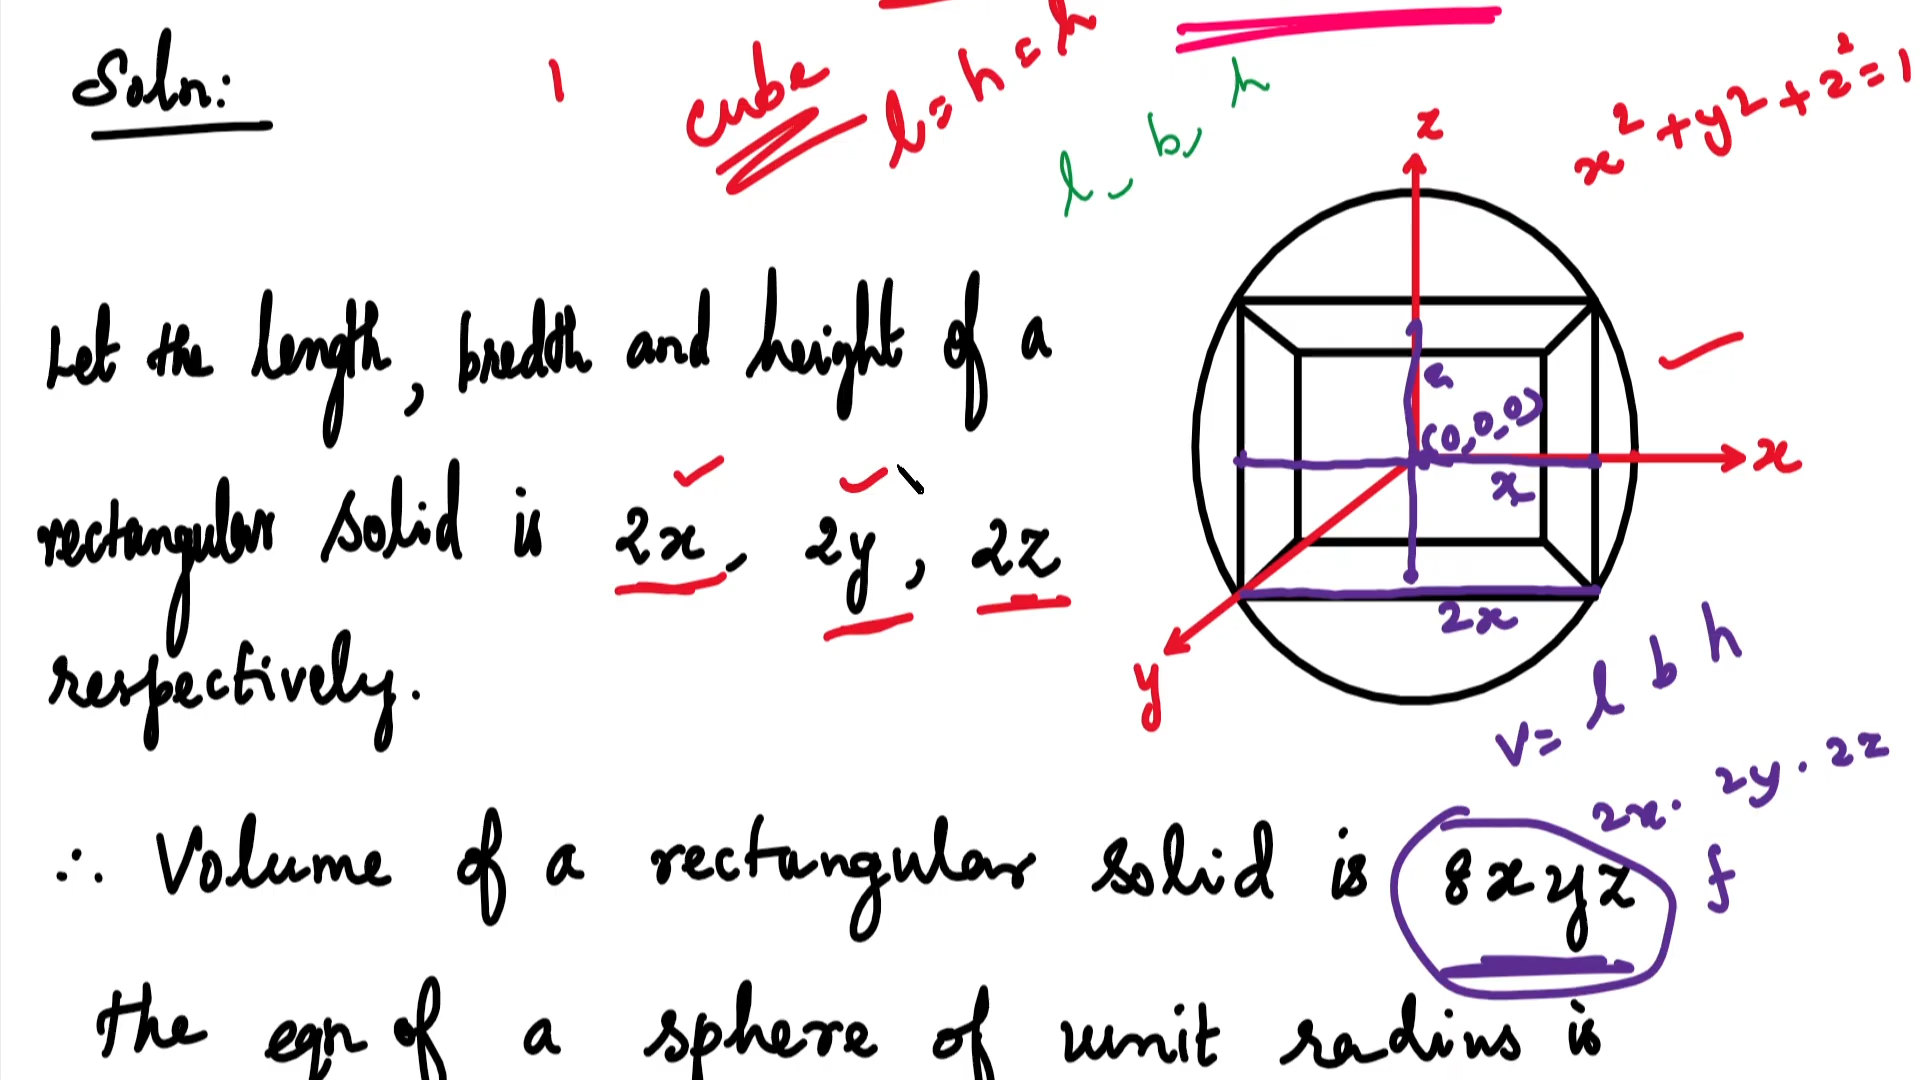 Soln:
1
cube
l = h = h
l, b, h
x² + y² + z² = 1
z
Let the length, bredth and height of a
z
(0,0,0)
x
x
rectangular solid is 2x, 2y, 2z
2x
y
respectively.
V = l b h
2x · 2y · 2z
∴ Volume of a rectangular solid is 8xyz f
The eqn of a sphere of unit radius is